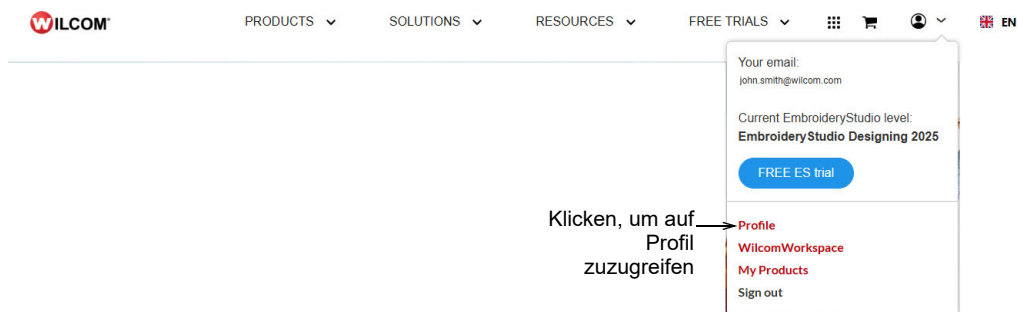 WILCOM
PRODUCTS SOLUTIONS RESOURCES FREE TRIALS EN
Your email:
john.smith@wilcom.com
Current EmbroideryStudio level:
EmbroideryStudio Designing 2025
FREE ES trial
Klicken, um auf
Profil
zuzugreifen
Profile
WilcomWorkspace
My Products
Sign out